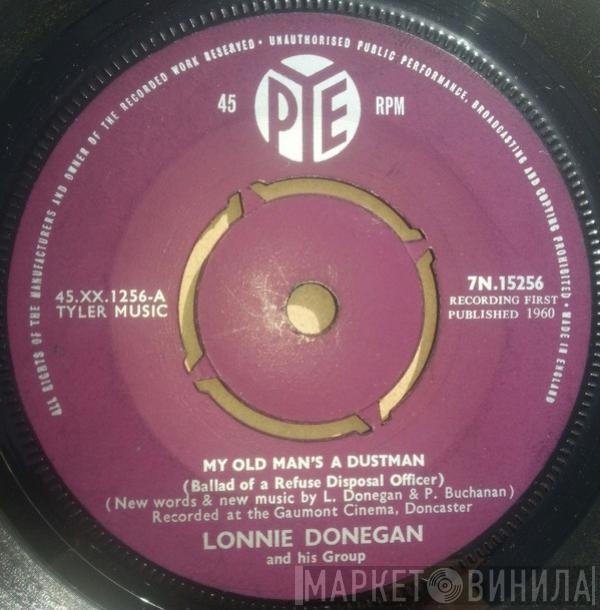 ALL RIGHTS OF THE MANUFACTURERS AND OWNER OF THE RECORDED WORK RESERVED · UNAUTHORISED PUBLIC PERFORMANCE, BROADCASTING AND COPYING PROHIBITED · MADE IN ENGLAND
45 PYE RPM
45.XX.1256-A
TYLER MUSIC
7N.15256
RECORDING FIRST
PUBLISHED 1960
MY OLD MAN'S A DUSTMAN
(Ballad of a Refuse Disposal Officer)
(New words & new music by L. Donegan & P. Buchanan)
Recorded at the Gaumont Cinema, Doncaster
LONNIE DONEGAN
and his Group
МАРКЕТ ВИНИЛА